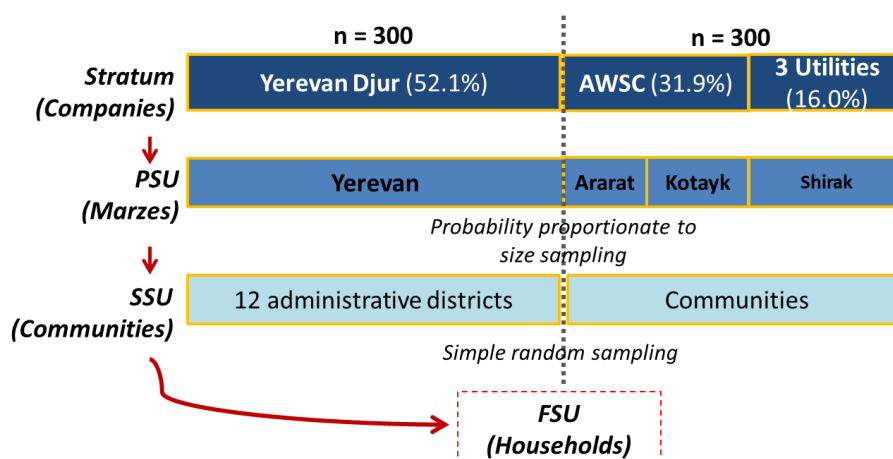 n = 300
n = 300
Stratum
(Companies)
Yerevan Djur (52.1%)
AWSC (31.9%)
3 Utilities
(16.0%)
PSU
(Marzes)
Yerevan
Ararat
Kotayk
Shirak
Probability proportionate to
size sampling
SSU
(Communities)
12 administrative districts
Communities
Simple random sampling
FSU
(Households)